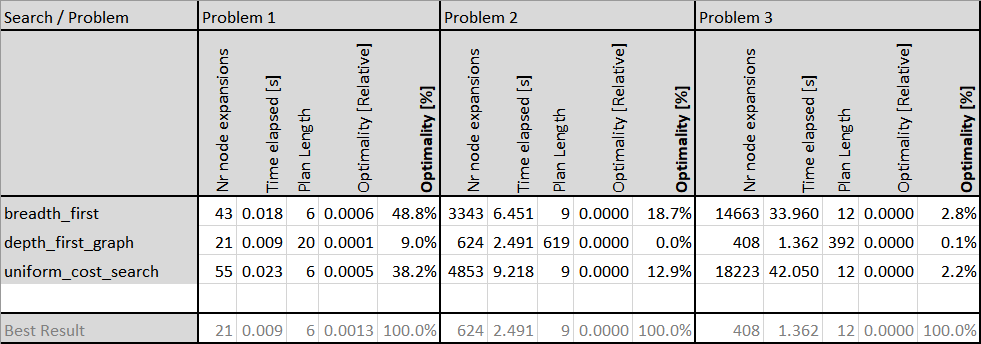 Search / Problem Problem 1 Problem 2 Problem 3
Nr node expansions Time elapsed [s] Plan Length Optimality [Relative] Optimality [%] Nr node expansions Time elapsed [s] Plan Length Optimality [Relative] Optimality [%] Nr node expansions Time elapsed [s] Plan Length Optimality [Relative] Optimality [%]
breadth_first 43 0.018 6 0.0006 48.8% 3343 6.451 9 0.0000 18.7% 14663 33.960 12 0.0000 2.8%
depth_first_graph 21 0.009 20 0.0001 9.0% 624 2.491 619 0.0000 0.0% 408 1.362 392 0.0000 0.1%
uniform_cost_search 55 0.023 6 0.0005 38.2% 4853 9.218 9 0.0000 12.9% 18223 42.050 12 0.0000 2.2%
Best Result 21 0.009 6 0.0013 100.0% 624 2.491 9 0.0000 100.0% 408 1.362 12 0.0000 100.0%